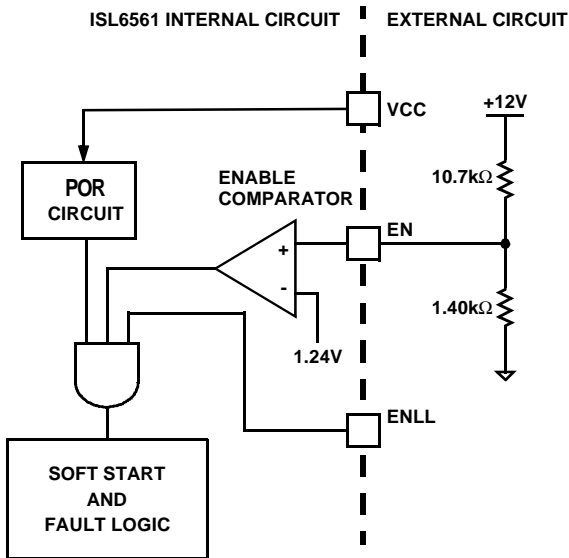 ISL6561 INTERNAL CIRCUIT
EXTERNAL CIRCUIT
VCC
+12V
POR
CIRCUIT
ENABLE
COMPARATOR
10.7kΩ
EN
+
-
1.24V
1.40kΩ
ENLL
SOFT START
AND
FAULT LOGIC